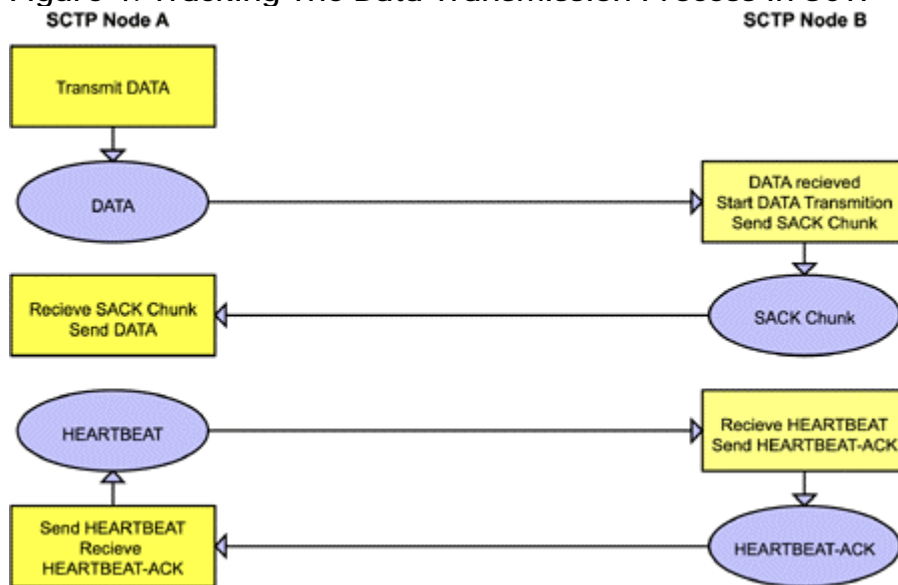 SCTP Node A
SCTP Node B
Transmit DATA
DATA
DATA recieved
Start DATA Transmition
Send SACK Chunk
Recieve SACK Chunk
Send DATA
SACK Chunk
HEARTBEAT
Recieve HEARTBEAT
Send HEARTBEAT-ACK
Send HEARTBEAT
Recieve
HEARTBEAT-ACK
HEARTBEAT-ACK